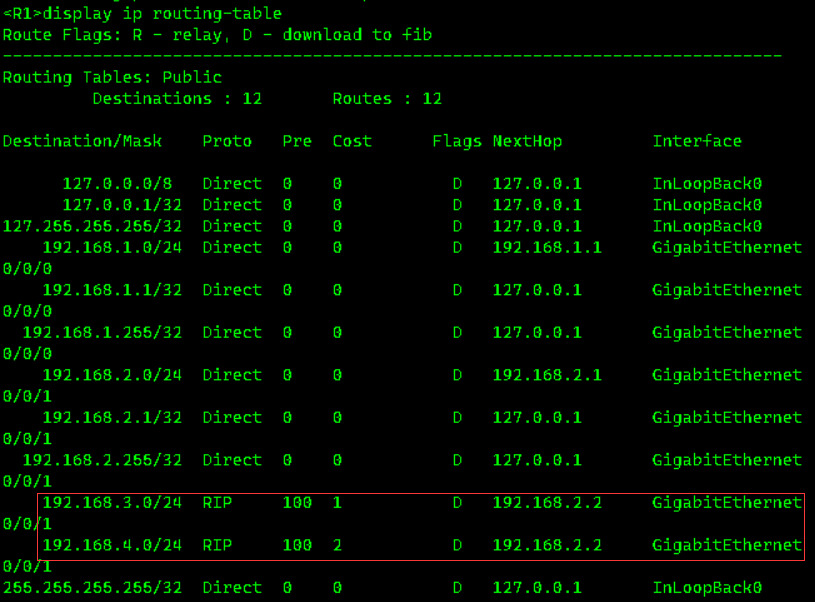 <R1>display ip routing-table
Route Flags: R - relay, D - download to fib
------------------------------------------------------------------------------
Routing Tables: Public
         Destinations : 12       Routes : 12

Destination/Mask    Proto   Pre  Cost      Flags NextHop         Interface

      127.0.0.0/8   Direct  0    0           D   127.0.0.1       InLoopBack0
      127.0.0.1/32  Direct  0    0           D   127.0.0.1       InLoopBack0
127.255.255.255/32  Direct  0    0           D   127.0.0.1       InLoopBack0
    192.168.1.0/24  Direct  0    0           D   192.168.1.1     GigabitEthernet
0/0/0
    192.168.1.1/32  Direct  0    0           D   127.0.0.1       GigabitEthernet
0/0/0
  192.168.1.255/32  Direct  0    0           D   127.0.0.1       GigabitEthernet
0/0/0
    192.168.2.0/24  Direct  0    0           D   192.168.2.1     GigabitEthernet
0/0/1
    192.168.2.1/32  Direct  0    0           D   127.0.0.1       GigabitEthernet
0/0/1
  192.168.2.255/32  Direct  0    0           D   127.0.0.1       GigabitEthernet
0/0/1
    192.168.3.0/24  RIP     100  1           D   192.168.2.2     GigabitEthernet
0/0/1
    192.168.4.0/24  RIP     100  2           D   192.168.2.2     GigabitEthernet
0/0/1
255.255.255.255/32  Direct  0    0           D   127.0.0.1       InLoopBack0